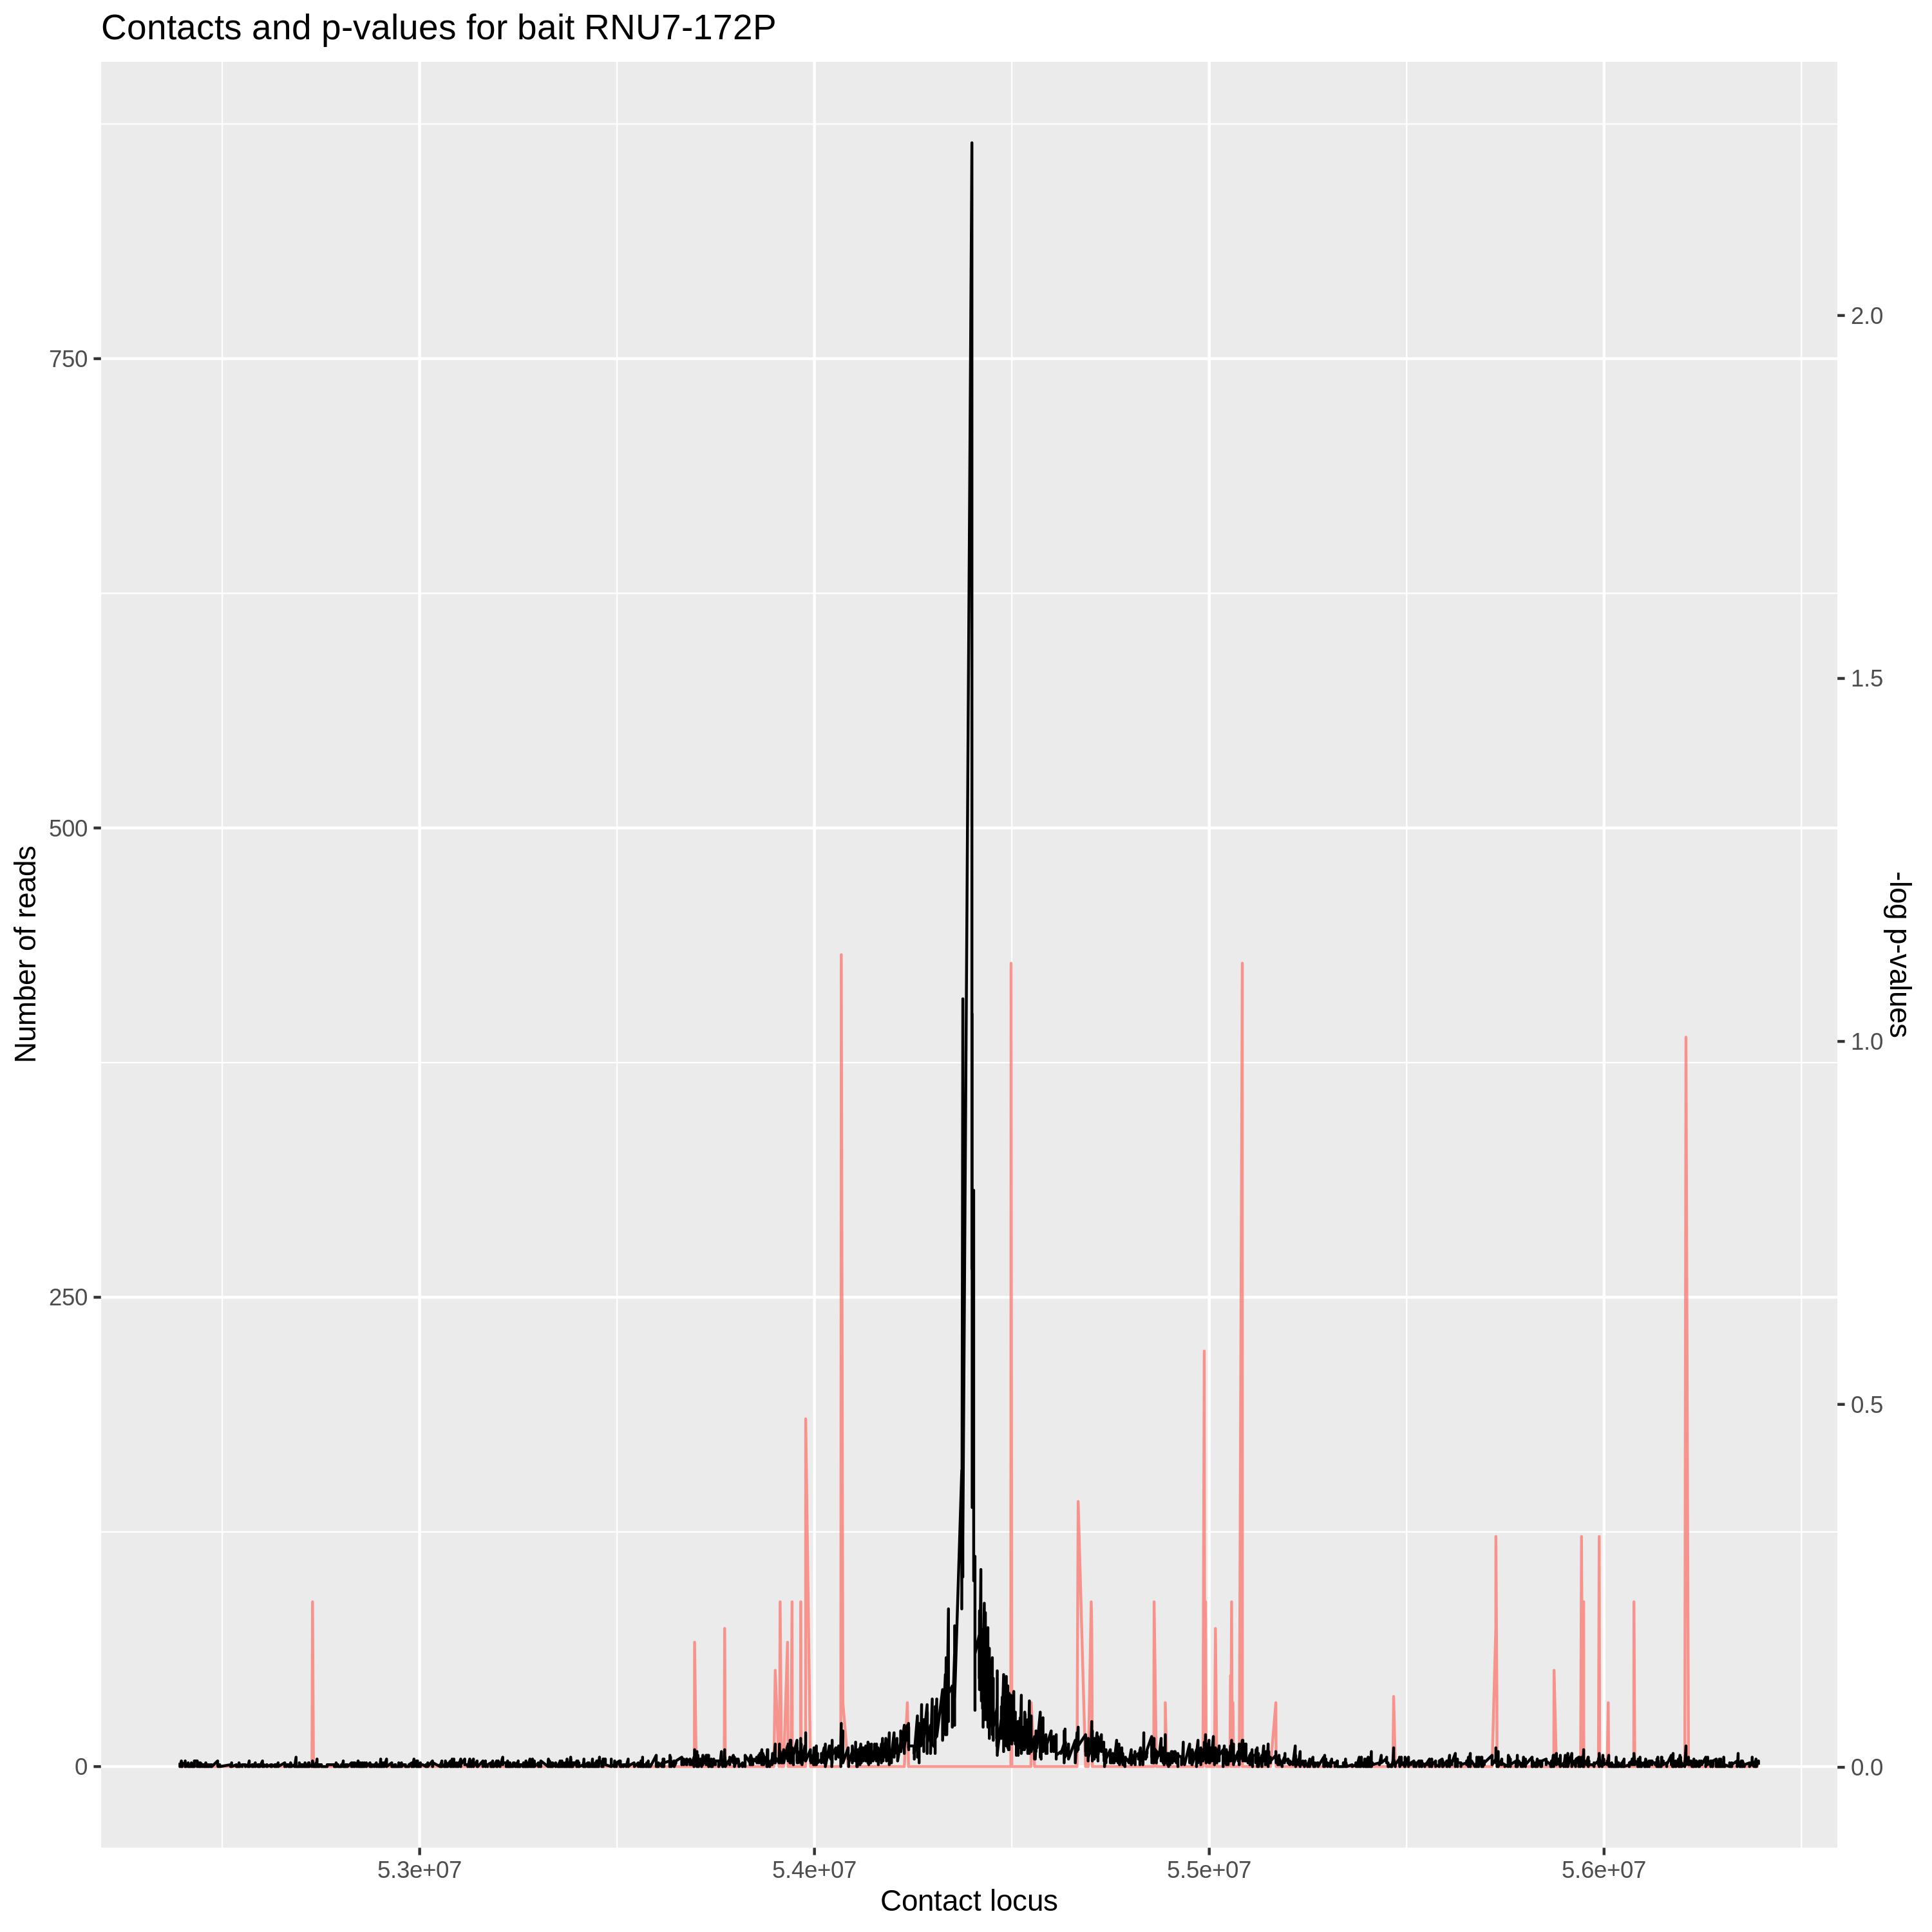 Contacts and p-values for bait RNU7-172P
Number of reads
750
500
250
0
2.0
1.5
1.0
0.5
0.0
-log p-values
5.3e+07
5.4e+07
5.5e+07
5.6e+07
Contact locus